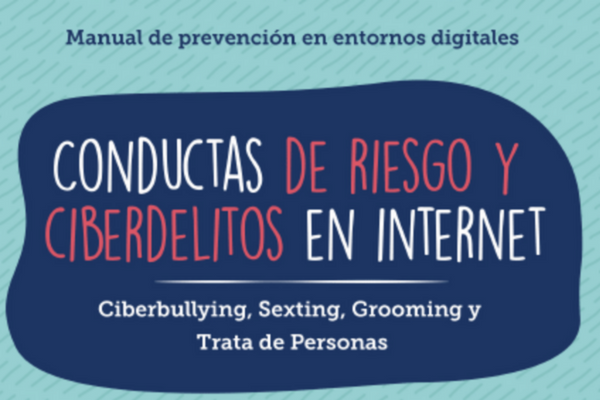 Manual de prevención en entornos digitales
CONDUCTAS DE RIESGO Y
CIBERDELITOS EN INTERNET
Ciberbullying, Sexting, Grooming y
Trata de Personas